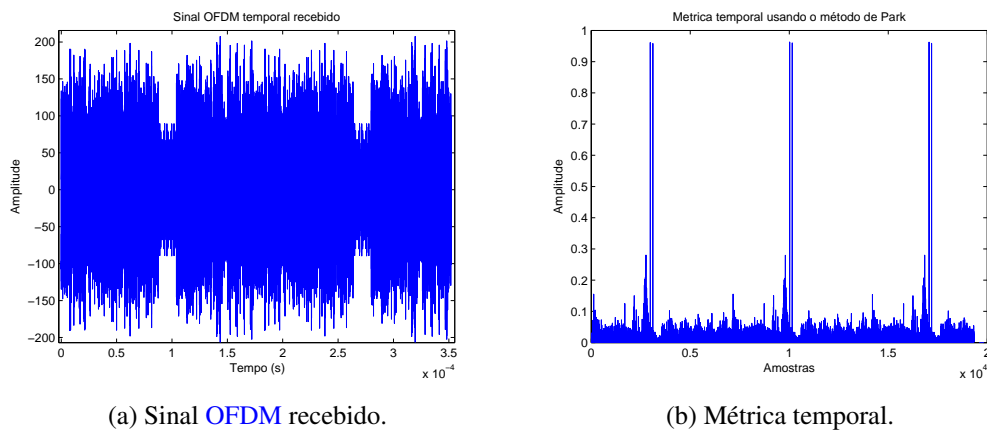 Sinal OFDM temporal recebido
200
150
100
50
0
−50
−100
−150
−200
Amplitude
0 0.5 1 1.5 2 2.5 3 3.5
Tempo (s)
x 10⁻⁴
(a) Sinal OFDM recebido.
Metrica temporal usando o método de Park
1
0.9
0.8
0.7
0.6
0.5
0.4
0.3
0.2
0.1
0
Amplitude
0 0.5 1 1.5 2
Amostras
x 10⁴
(b) Métrica temporal.